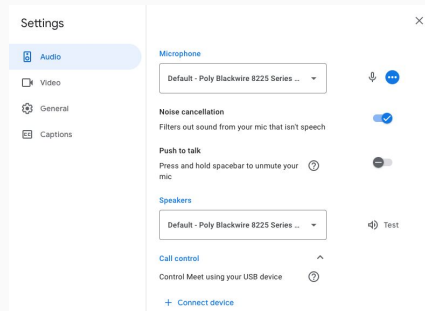 Settings
Audio
Video
General
CC Captions
Microphone
Default - Poly Blackwire 8225 Series ...
Noise cancellation
Filters out sound from your mic that isn't speech
Push to talk
Press and hold spacebar to unmute your
mic
Speakers
Default - Poly Blackwire 8225 Series ...
Test
Call control
Control Meet using your USB device
+ Connect device